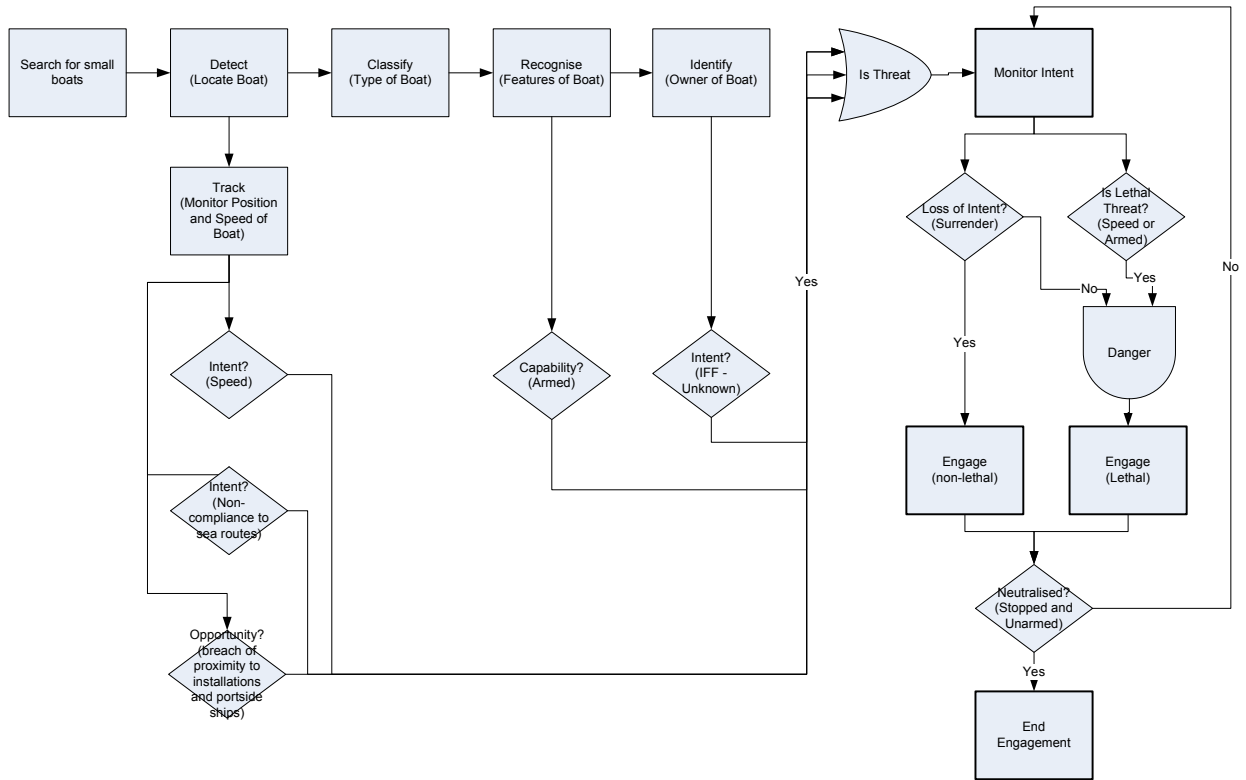 Search for small
boats
Detect
(Locate Boat)
Classify
(Type of Boat)
Recognise
(Features of Boat)
Identify
(Owner of Boat)
Is Threat
Monitor Intent
Track
(Monitor Position
and Speed of
Boat)
Loss of Intent?
(Surrender)
Is Lethal
Threat?
(Speed or
Armed)
Yes
No
Yes
No
Intent?
(Speed)
Capability?
(Armed)
Intent?
(IFF -
Unknown)
Yes
Danger
Intent?
(Non-
compliance to
sea routes)
Engage
(non-lethal)
Engage
(Lethal)
Opportunity?
(breach of
proximity to
installations
and portside
ships)
Neutralised?
(Stopped and
Unarmed)
Yes
End
Engagement